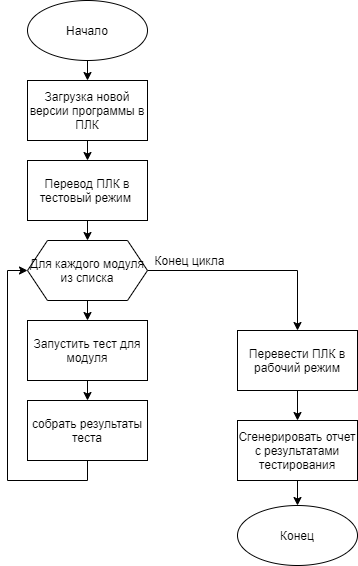 Начало
Загрузка новой
версии программы в
ПЛК
Перевод ПЛК в
тестовый режим
Для каждого модуля
из списка
Конец цикла
Запустить тест для
модуля
собрать результаты
теста
Перевести ПЛК в
рабочий режим
Сгенерировать отчет
с результатами
тестирования
Конец